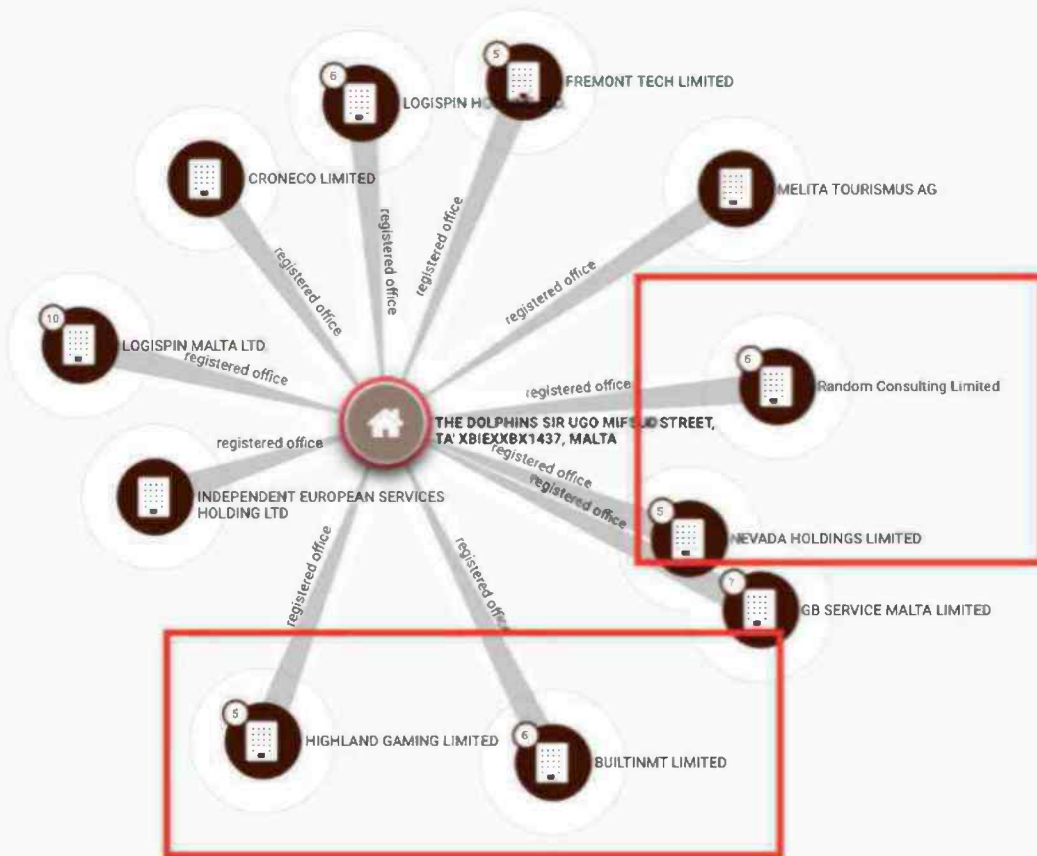 5
FREMONT TECH LIMITED
6
LOGISPIN
CRONECO LIMITED
MELITA TOURISMUS AG
registered office
registered office
registered office
registered office
10
LOGISPIN MALTA LTD
registered office
6
Random Consulting Limited
registered office
THE DOLPHINS SIR UGO MIFSUD STREET,
TA' XBIEXXBX1437, MALTA
registered office
registered office
registered office
INDEPENDENT EUROPEAN SERVICES
HOLDING LTD
5
NEVADA HOLDINGS LIMITED
7
GB SERVICE MALTA LIMITED
registered office
registered office
5
HIGHLAND GAMING LIMITED
6
BUILTINMT LIMITED